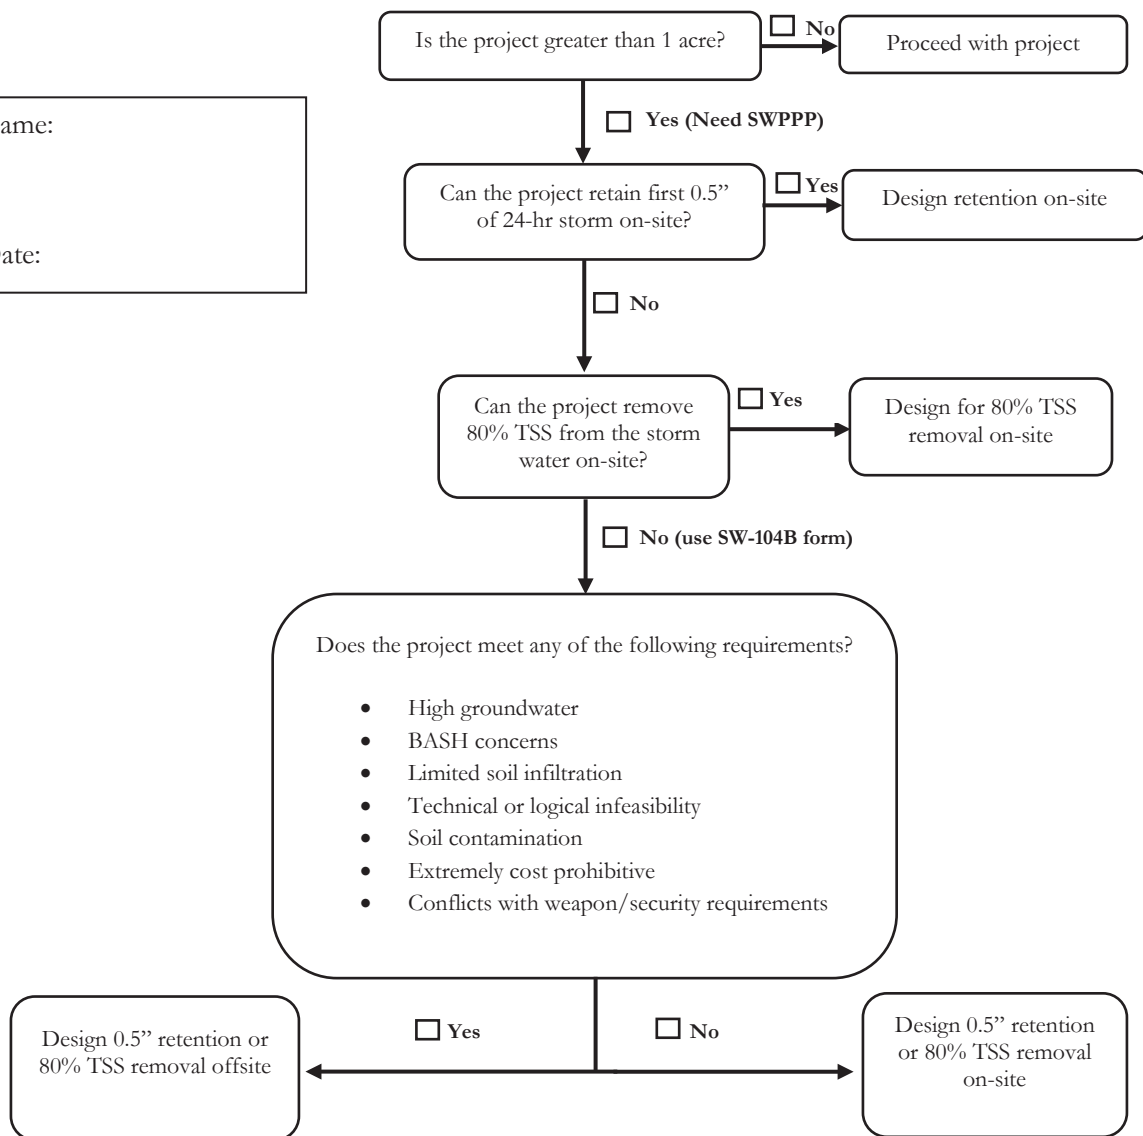 Is the project greater than 1 acre?
No
Proceed with project
Yes (Need SWPPP)
ame:
ate:
Can the project retain first 0.5”
of 24-hr storm on-site?
Yes
Design retention on-site
No
Can the project remove
80% TSS from the storm
water on-site?
Yes
Design for 80% TSS
removal on-site
No (use SW-104B form)
Does the project meet any of the following requirements?
• High groundwater
• BASH concerns
• Limited soil infiltration
• Technical or logical infeasibility
• Soil contamination
• Extremely cost prohibitive
• Conflicts with weapon/security requirements
Yes
No
Design 0.5” retention or
80% TSS removal offsite
Design 0.5” retention
or 80% TSS removal
on-site